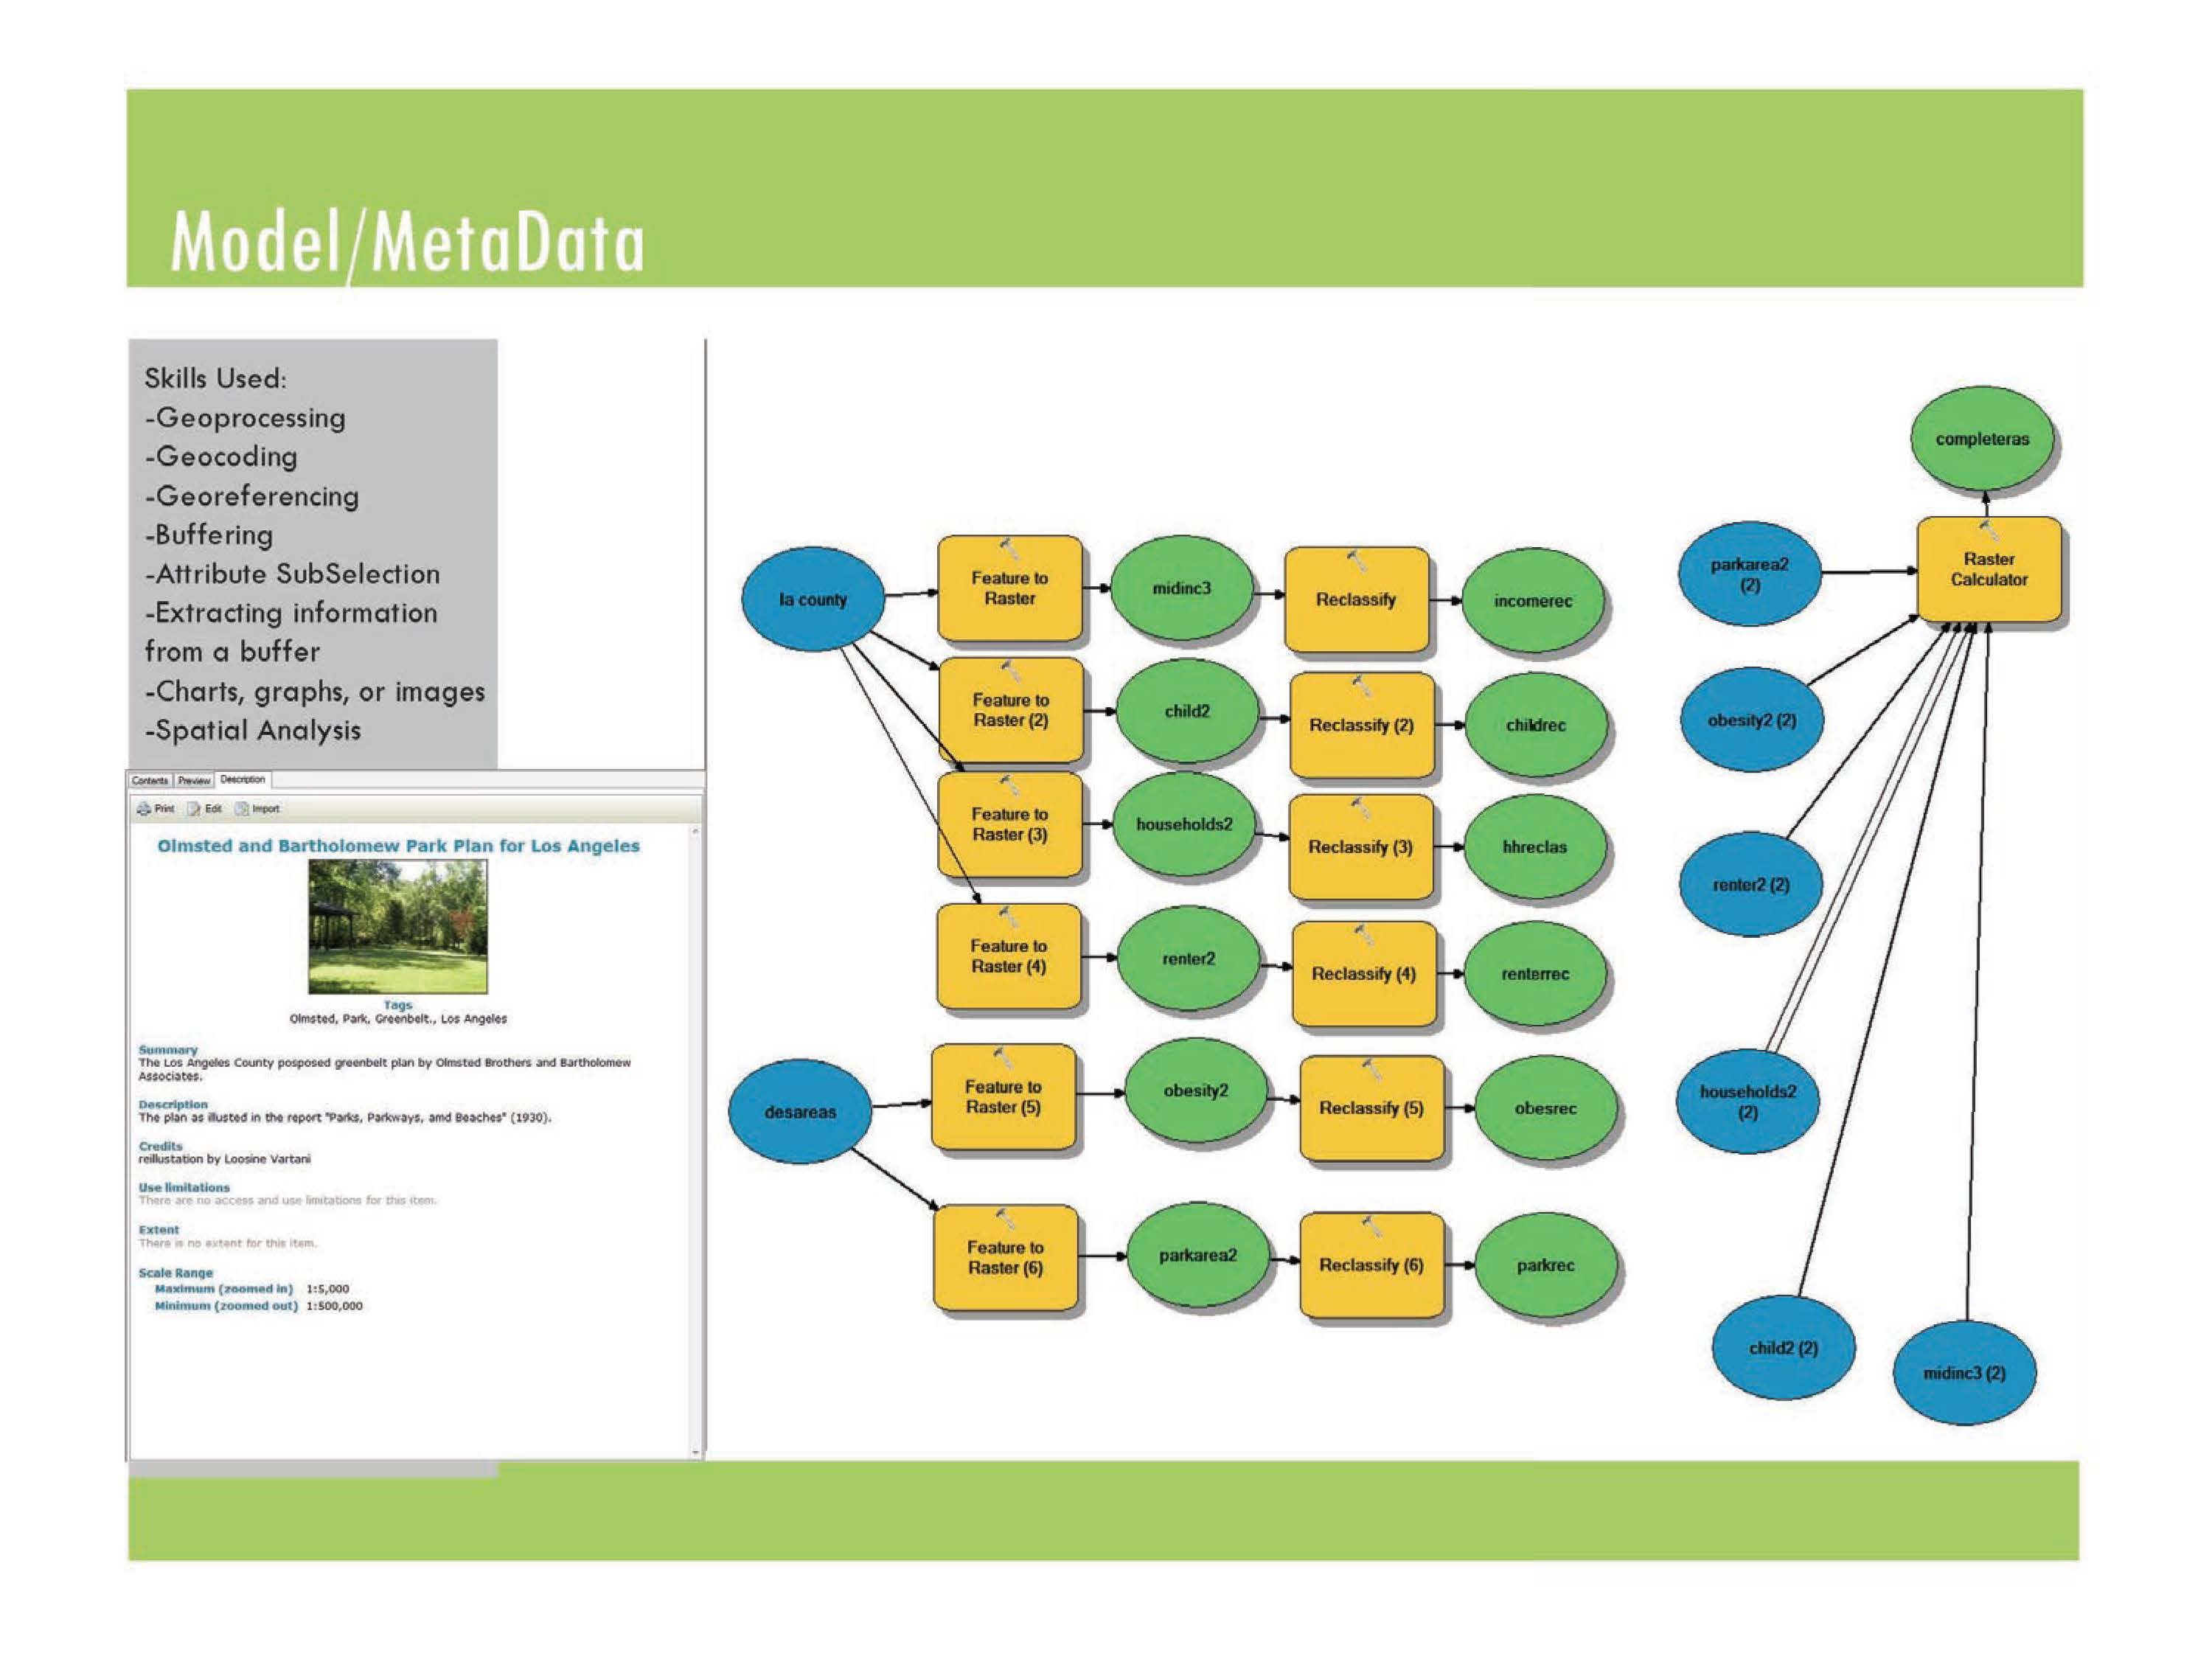 Model/MetaData
Skills Used:
-Geoprocessing
-Geocoding
-Georeferencing
-Buffering
-Attribute SubSelection
-Extracting information
from a buffer
-Charts, graphs, or images
-Spatial Analysis
Contents Preview Description
Print Edit Import
Olmsted and Bartholomew Park Plan for Los Angeles
Tags
Olmsted, Park, Greenbelt., Los Angeles
Summary
The Los Angeles County posposed greenbelt plan by Olmsted Brothers and Bartholomew
Associates.
Description
The plan as illusted in the report "Parks, Parkways, amd Beaches" (1930).
Credits
reillustation by Loosine Vartani
Use limitations
There are no access and use limitations for this item.
Extent
There is no extent for this item.
Scale Range
Maximum (zoomed in) 1:5,000
Minimum (zoomed out) 1:500,000
la county
Feature to
Raster
midinc3
Reclassify
incomerec
Feature to
Raster (2)
child2
Reclassify (2)
childrec
Feature to
Raster (3)
households2
Reclassify (3)
hhreclas
Feature to
Raster (4)
renter2
Reclassify (4)
renterrec
desareas
Feature to
Raster (5)
obesity2
Reclassify (5)
obesrec
Feature to
Raster (6)
parkarea2
Reclassify (6)
parkrec
completeras
Raster
Calculator
parkarea2
(2)
obesity2 (2)
renter2 (2)
households2
(2)
child2 (2)
midinc3 (2)